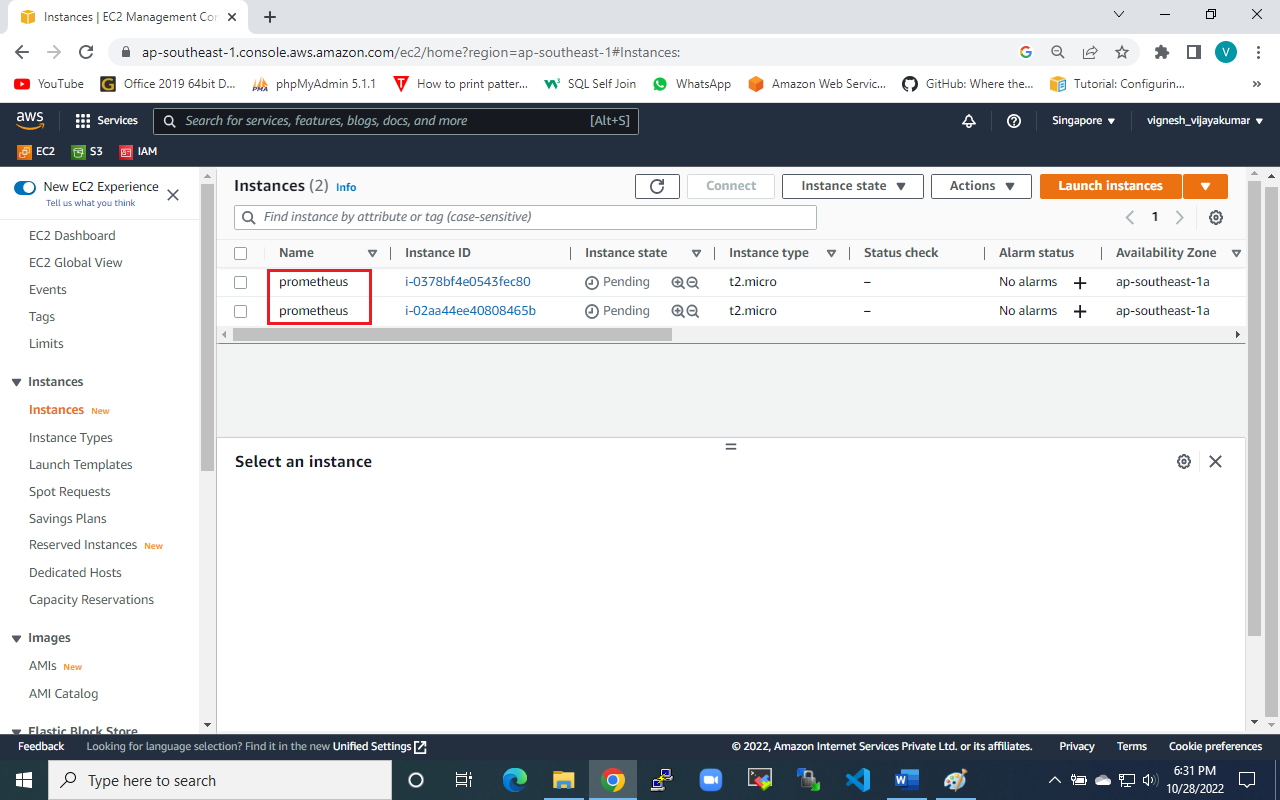 Instances | EC2 Management Con
ap-southeast-1.console.aws.amazon.com/ec2/home?region=ap-southeast-1#Instances:
V
YouTube
Office 2019 64bit D...
phpMyAdmin 5.1.1
How to print patter...
SQL Self Join
WhatsApp
Amazon Web Servic...
GitHub: Where the...
Tutorial: Configurin...
»
aws
Services
Search for services, features, blogs, docs, and more
[Alt+S]
Singapore
vignesh_vijayakumar
EC2
S3
IAM
New EC2 Experience
Tell us what you think
EC2 Dashboard
EC2 Global View
Events
Tags
Limits
Instances
Instances New
Instance Types
Launch Templates
Spot Requests
Savings Plans
Reserved Instances New
Dedicated Hosts
Capacity Reservations
Images
AMIs New
AMI Catalog
Elastic Block Store
Instances (2) Info
Connect
Instance state
Actions
Launch instances
Find instance by attribute or tag (case-sensitive)
1
Name Instance ID Instance state Instance type Status check Alarm status Availability Zone
prometheus i-0378bf4e0543fec80 Pending t2.micro – No alarms + ap-southeast-1a
prometheus i-02aa44ee40808465b Pending t2.micro – No alarms + ap-southeast-1a
Select an instance
Feedback
Looking for language selection? Find it in the new Unified Settings
© 2022, Amazon Internet Services Private Ltd. or its affiliates.
Privacy
Terms
Cookie preferences
Type here to search
6:31 PM
10/28/2022